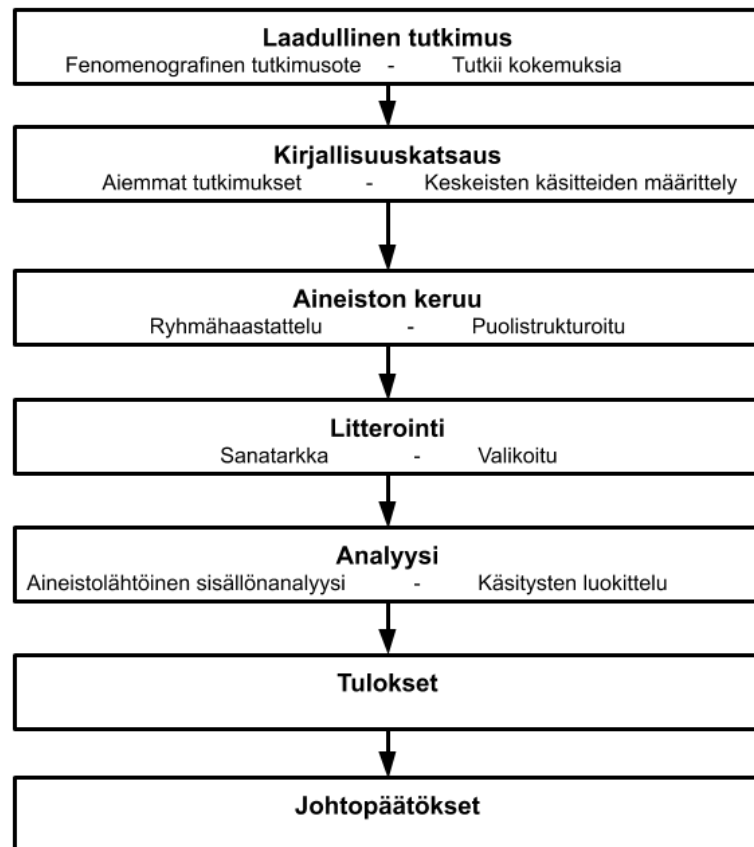 Laadullinen tutkimus
Fenomenografinen tutkimusote - Tutkii kokemuksia
Kirjallisuuskatsaus
Aiemmat tutkimukset - Keskeisten käsitteiden määrittely
Aineiston keruu
Ryhmähaastattelu - Puolistrukturoitu
Litterointi
Sanatarkka - Valikoitu
Analyysi
Aineistolähtöinen sisällönanalyysi - Käsitysten luokittelu
Tulokset
Johtopäätökset